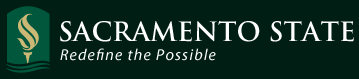 SACRAMENTO STATE
Redefine the Possible